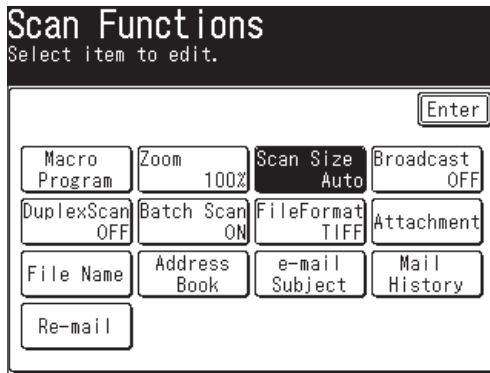 Scan Functions
Select item to edit.
Enter
Macro Program
Zoom 100%
Scan Size Auto
Broadcast OFF
DuplexScan OFF
Batch Scan ON
FileFormat TIFF
Attachment
File Name
Address Book
e-mail Subject
Mail History
Re-mail